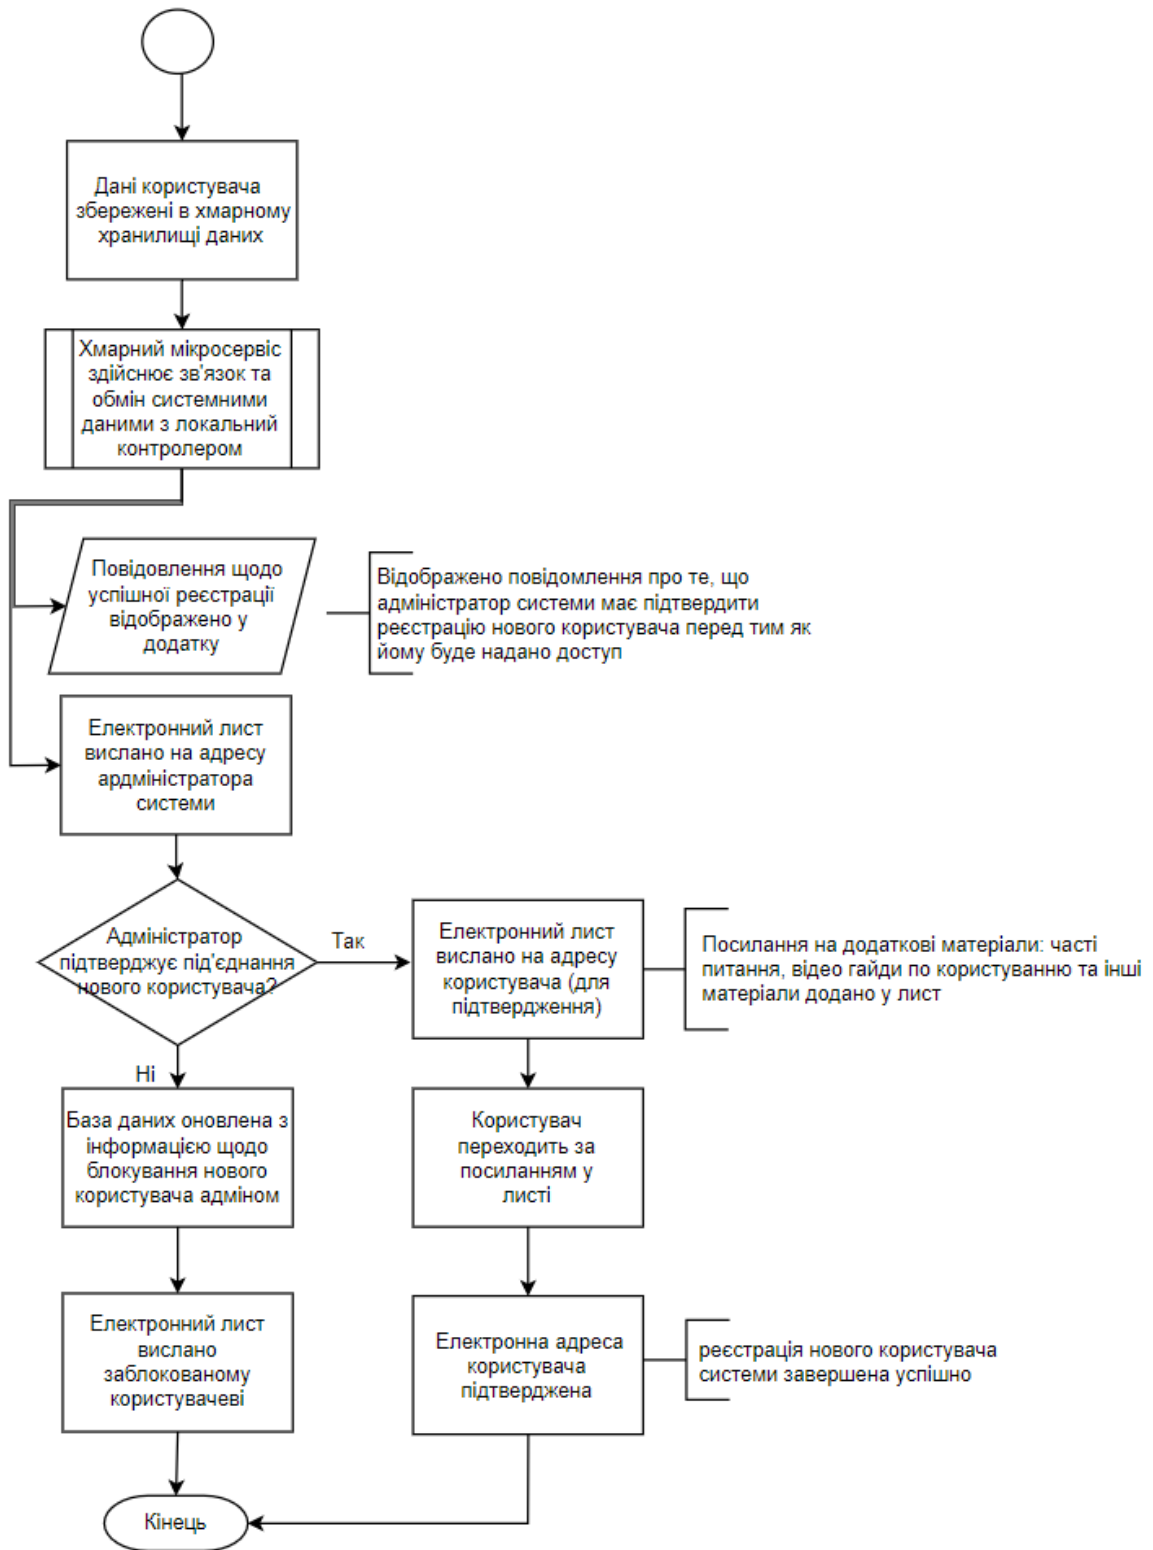 Дані користувача
збережені в хмарному
хранилищі даних
Хмарний мікросервіс
здійснює зв'язок та
обмін системними
даними з локальний
контролером
Повідовлення щодо
успішної реєстрації
відображено у
додатку
Відображено повідомлення про те, що
адміністратор системи має підтвердити
реєстрацію нового користувача перед тим як
йому буде надано доступ
Електронний лист
вислано на адресу
ардміністратора
системи
Адміністратор
підтверджує під'єднання
нового користувача?
Так
Електронний лист
вислано на адресу
користувача (для
підтвердження)
Посилання на додаткові матеріали: часті
питання, відео гайди по користуванню та інші
матеріали додано у лист
Ні
База даних оновлена з
інформацією щодо
блокування нового
користувача адміном
Користувач
переходить за
посиланням у
листі
Електронний лист
вислано
заблокованому
користувачеві
Електронна адреса
користувача
підтверджена
реєстрація нового користувача
системи завершена успішно
Кінець